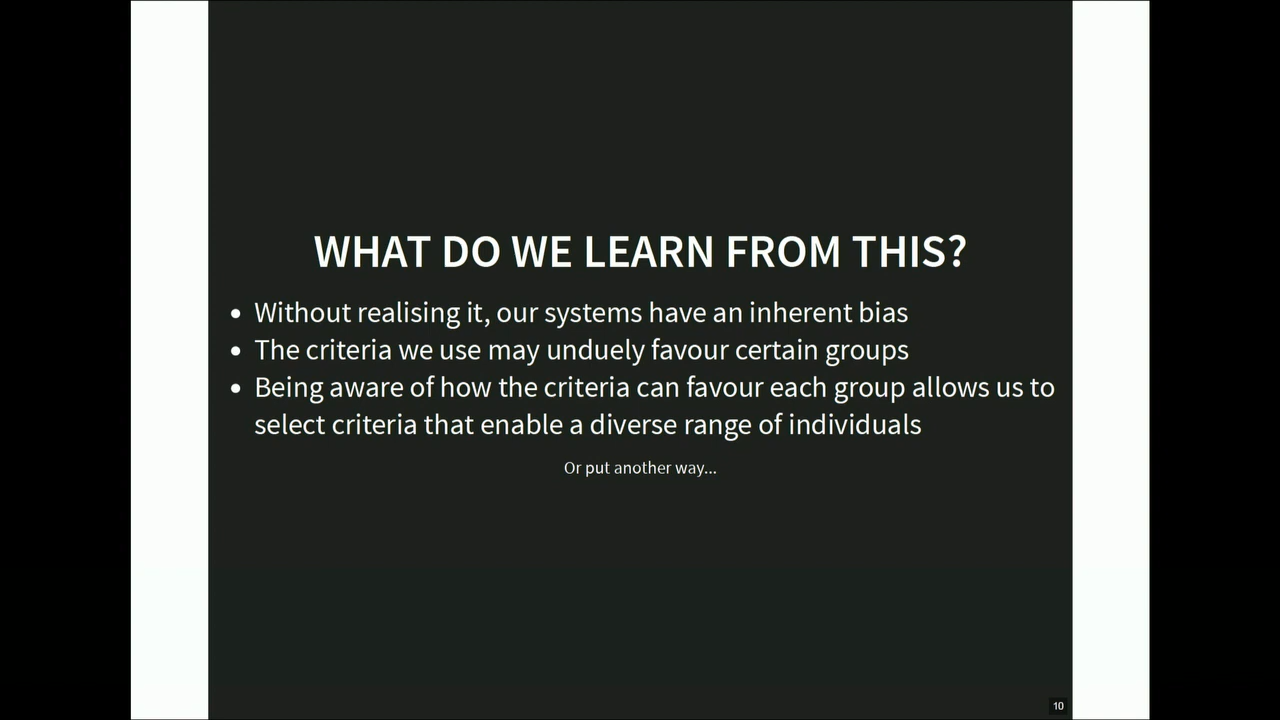 WHAT DO WE LEARN FROM THIS?
• Without realising it, our systems have an inherent bias
• The criteria we use may unduely favour certain groups
• Being aware of how the criteria can favour each group allows us to
select criteria that enable a diverse range of individuals
Or put another way...
10